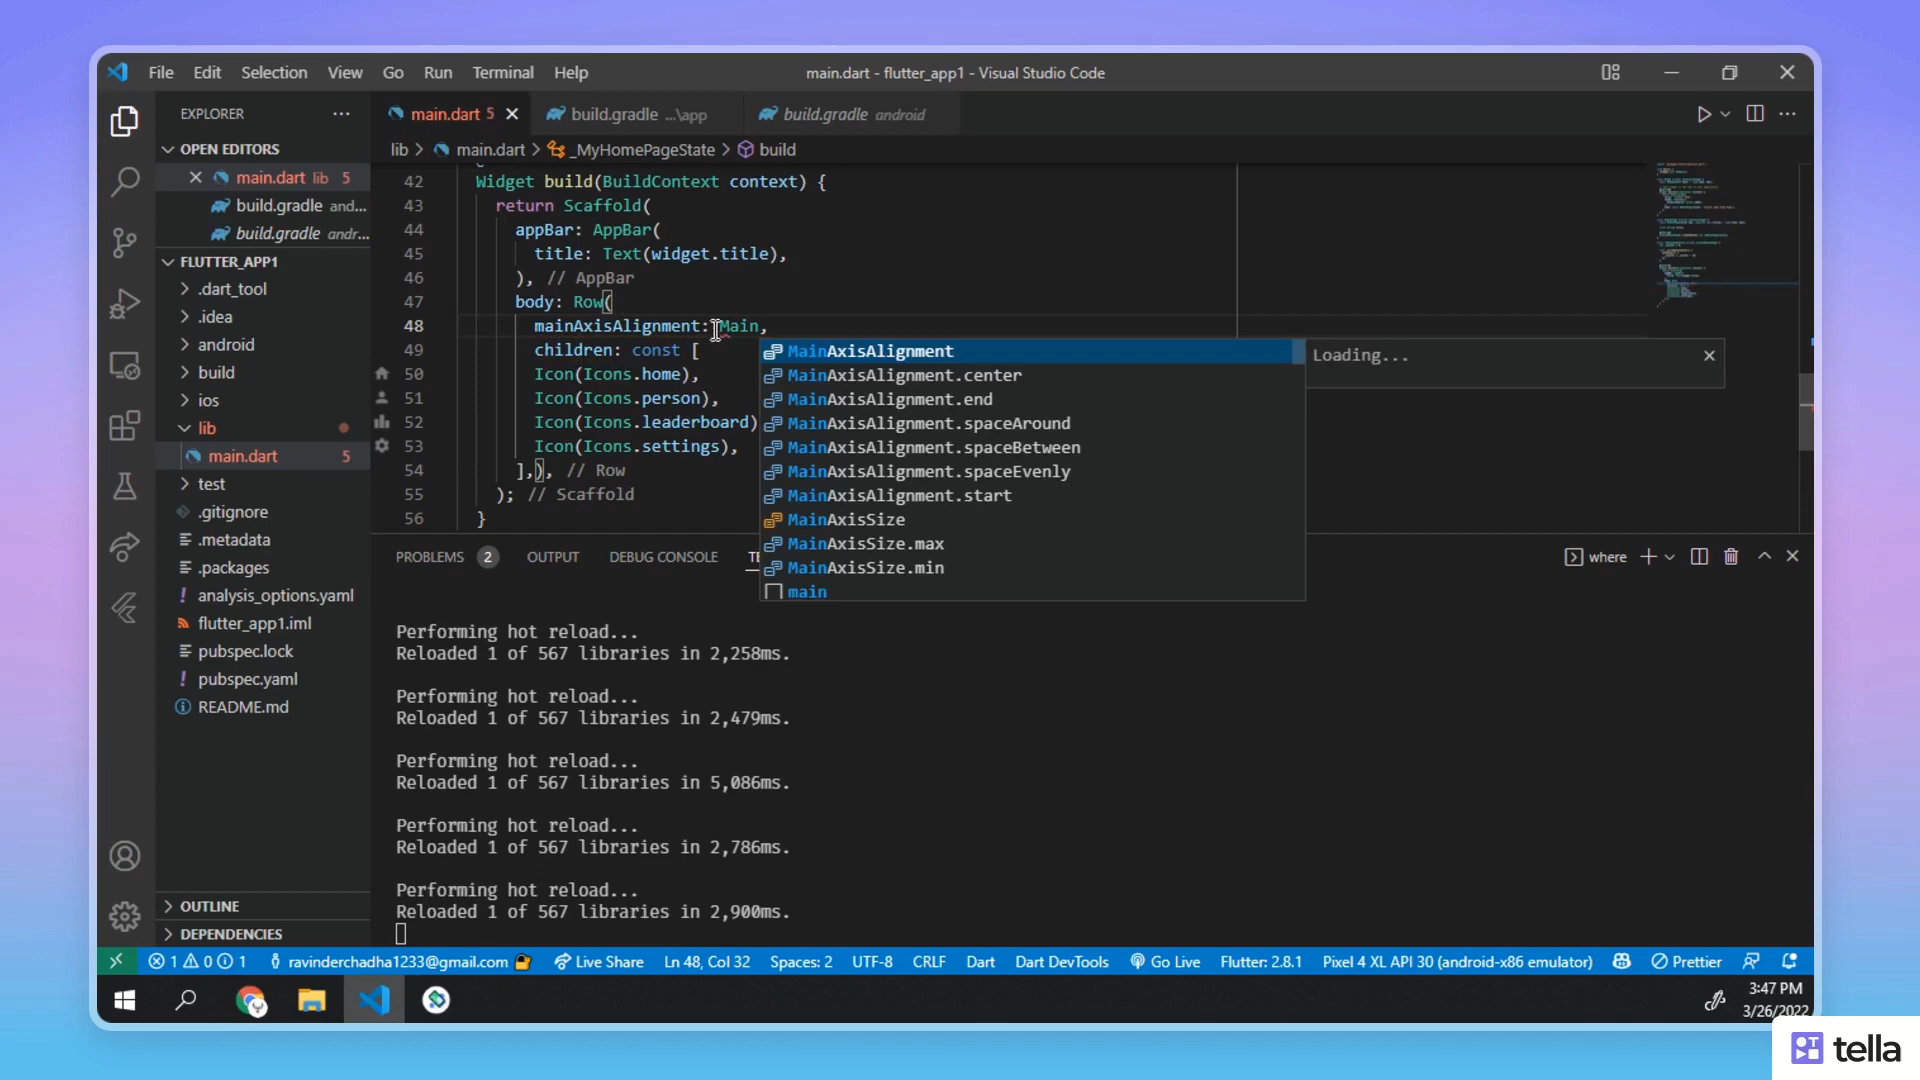 File Edit Selection View Go Run Terminal Help
main.dart - flutter_app1 - Visual Studio Code
EXPLORER
OPEN EDITORS
main.dart lib 5
build.gradle and...
build.gradle andr...
FLUTTER_APP1
.dart_tool
.idea
android
build
ios
lib
main.dart 5
test
.gitignore
.metadata
.packages
analysis_options.yaml
flutter_app1.iml
pubspec.lock
pubspec.yaml
README.md
OUTLINE
DEPENDENCIES
main.dart 5 build.gradle ...\app build.gradle android
lib > main.dart > _MyHomePageState > build
42 Widget build(BuildContext context) {
43 return Scaffold(
44 appBar: AppBar(
45 title: Text(widget.title),
46 ), // AppBar
47 body: Row(
48 mainAxisAlignment: Main,
49 children: const [
50 Icon(Icons.home),
51 Icon(Icons.person),
52 Icon(Icons.leaderboard)
53 Icon(Icons.settings),
54 ],), // Row
55 ); // Scaffold
56 }
MainAxisAlignment
MainAxisAlignment.center
MainAxisAlignment.end
MainAxisAlignment.spaceAround
MainAxisAlignment.spaceBetween
MainAxisAlignment.spaceEvenly
MainAxisAlignment.start
MainAxisSize
MainAxisSize.max
MainAxisSize.min
main
Loading...
PROBLEMS 2 OUTPUT DEBUG CONSOLE
where
Performing hot reload...
Reloaded 1 of 567 libraries in 2,258ms.
Performing hot reload...
Reloaded 1 of 567 libraries in 2,479ms.
Performing hot reload...
Reloaded 1 of 567 libraries in 5,086ms.
Performing hot reload...
Reloaded 1 of 567 libraries in 2,786ms.
Performing hot reload...
Reloaded 1 of 567 libraries in 2,900ms.
1 0 1 ravinderchadha1233@gmail.com Live Share Ln 48, Col 32 Spaces: 2 UTF-8 CRLF Dart Dart DevTools Go Live Flutter: 2.8.1 Pixel 4 XL API 30 (android-x86 emulator) Prettier
3:47 PM
3/26/2022
tella